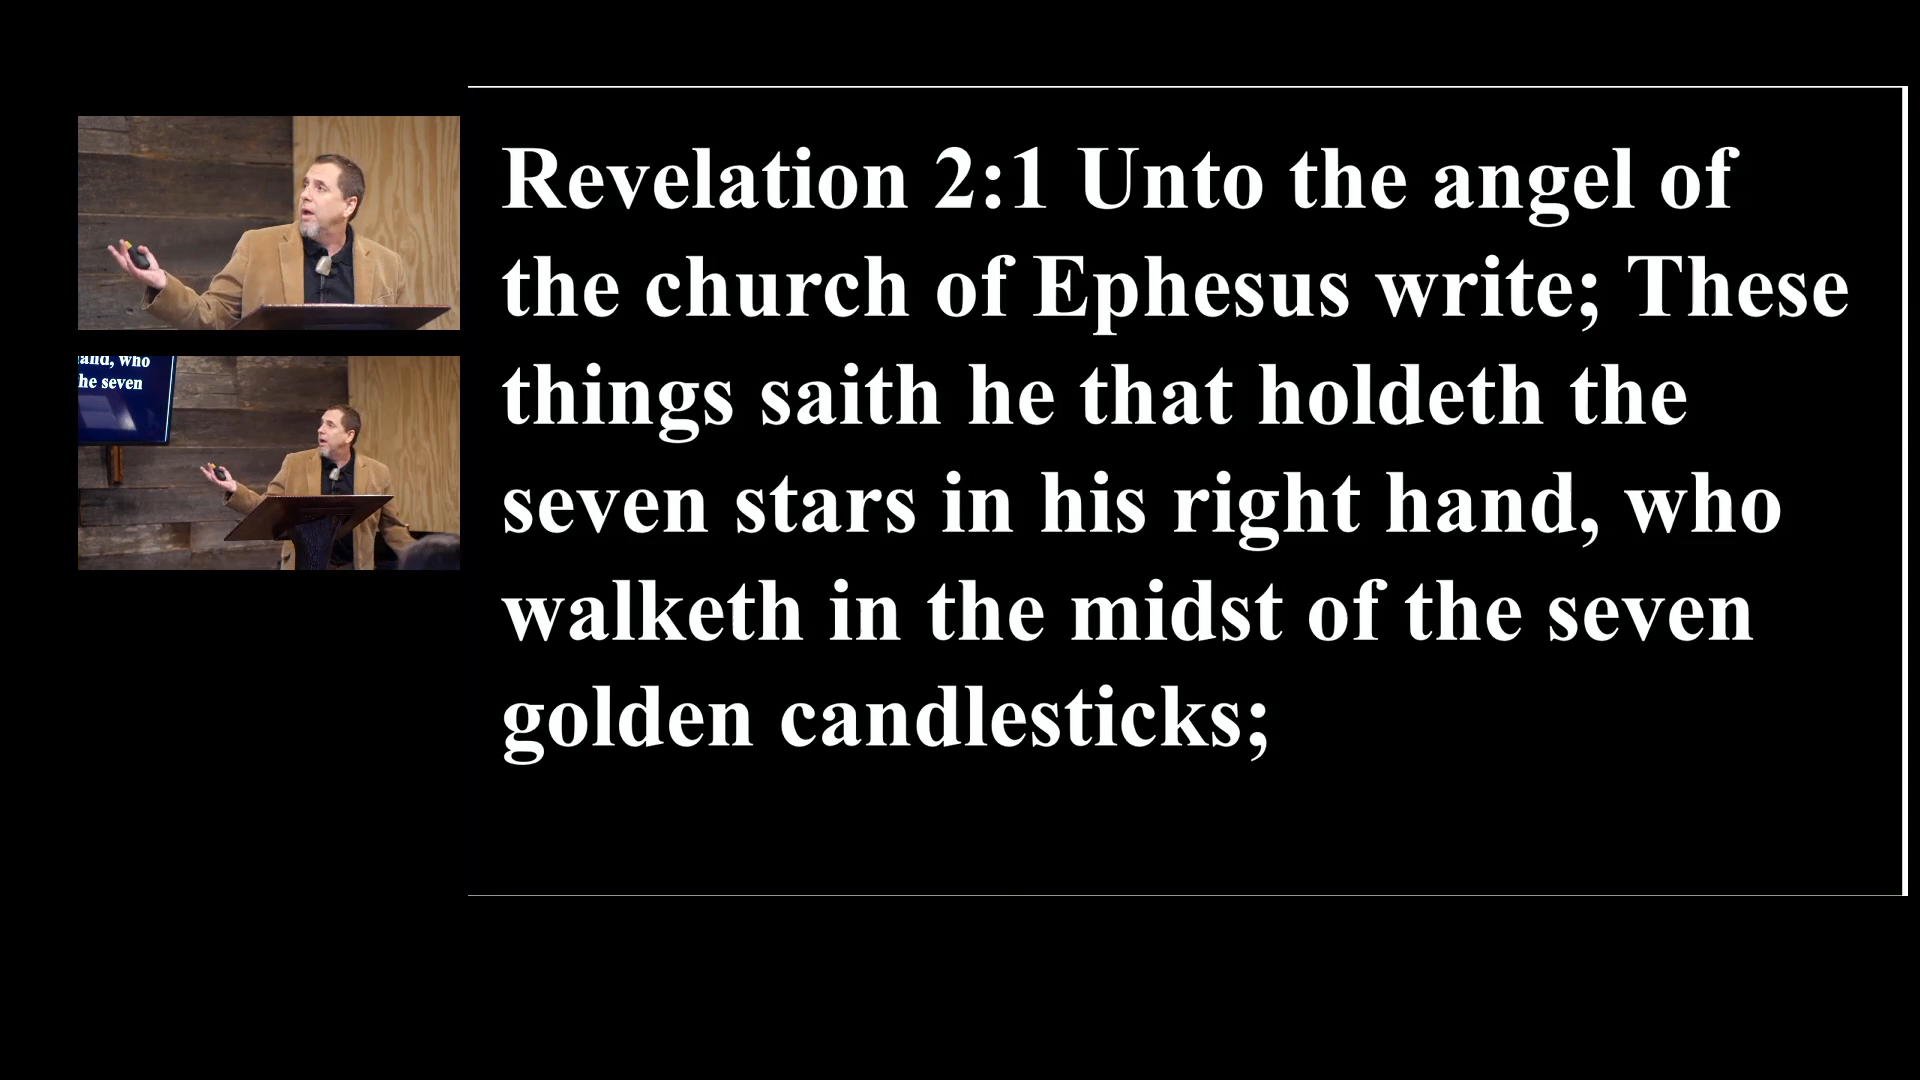 Revelation 2:1 Unto the angel of
the church of Ephesus write; These
things saith he that holdeth the
seven stars in his right hand, who
walketh in the midst of the seven
golden candlesticks;
and, who
he seven